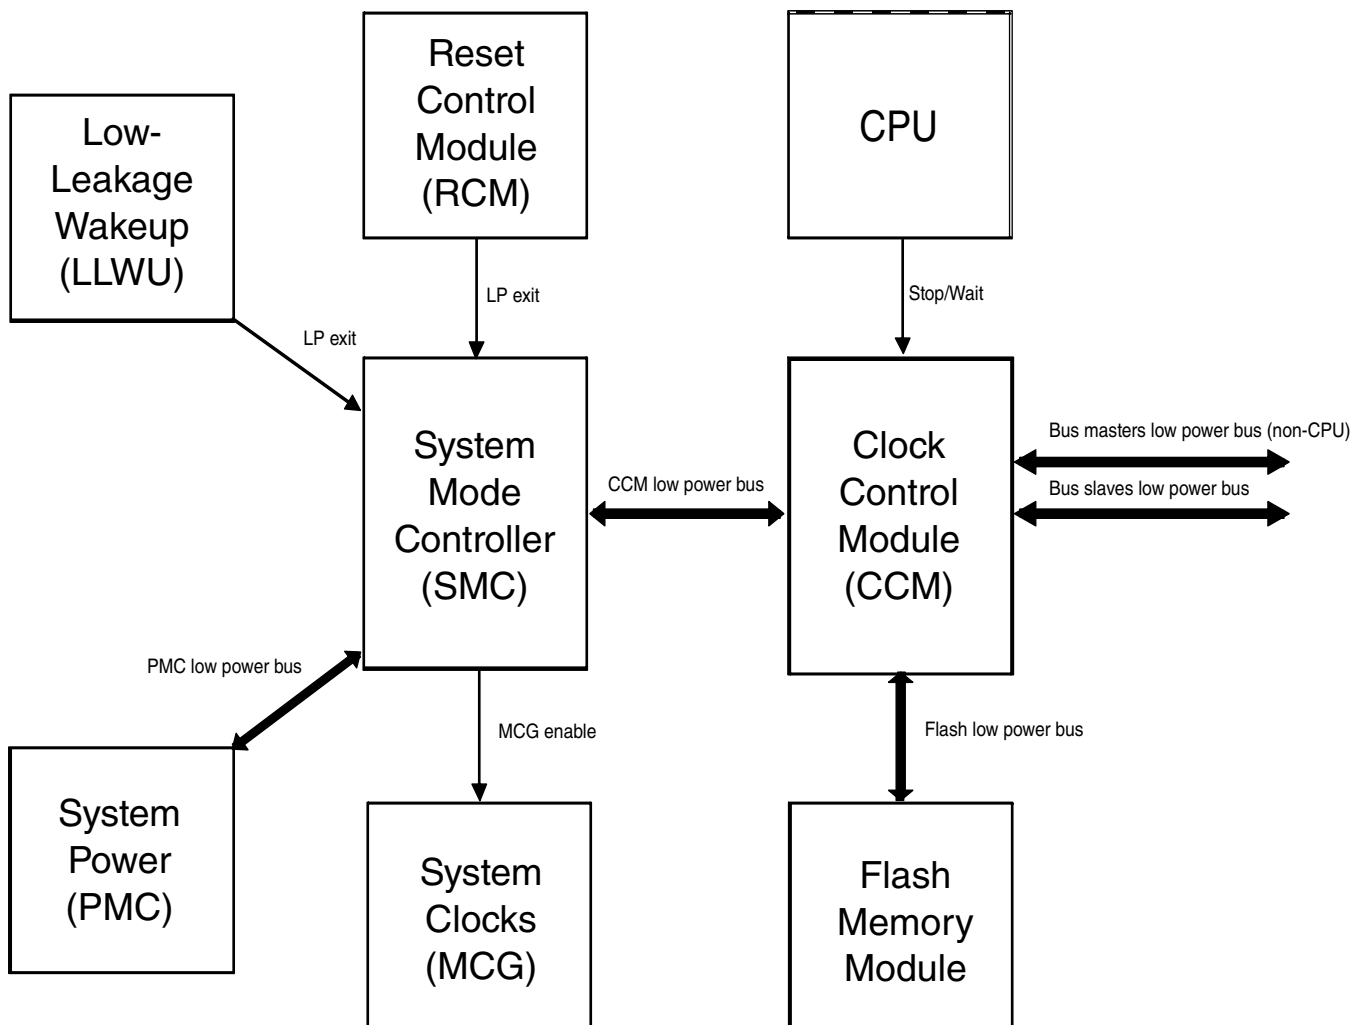 Reset
Control
Module
(RCM)
CPU
Low-
Leakage
Wakeup
(LLWU)
LP exit
Stop/Wait
LP exit
System
Mode
Controller
(SMC)
CCM low power bus
Clock
Control
Module
(CCM)
Bus masters low power bus (non-CPU)
Bus slaves low power bus
PMC low power bus
MCG enable
Flash low power bus
System
Power
(PMC)
System
Clocks
(MCG)
Flash
Memory
Module